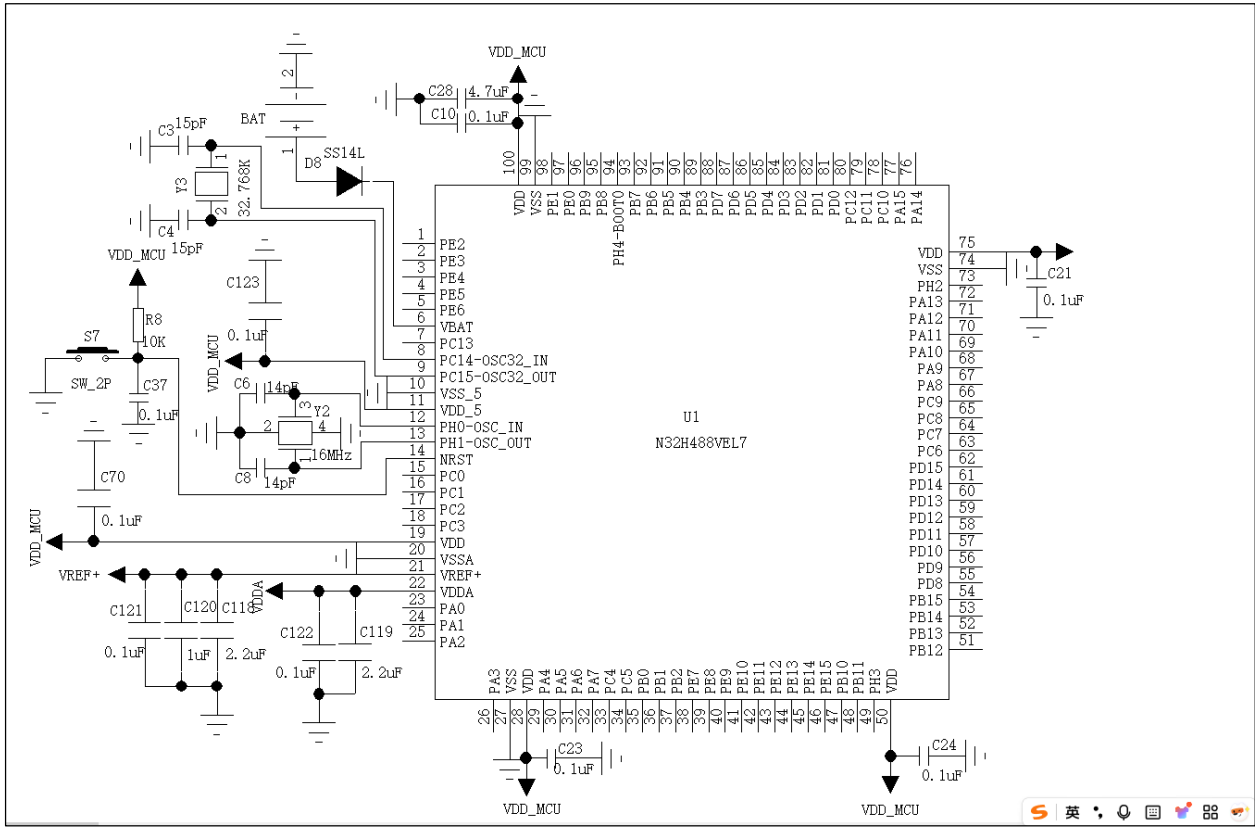 VDD_MCU
2
C28 4.7uF
C10 0.1uF
BAT
1
C3 15pF
1
Y3
32.768K
2
C4
15pF
D8 SS14L
VDD_MCU
R8
10K
S7
SW_2P
C37
0.1uF
C123
0.1uF
VDD_MCU
C6 14pF
3
Y2
2
4
1
16MHz
C8
14pF
C70
0.1uF
VDD_MCU
VREF+
VDDA
C121
0.1uF
C120
1uF
C118
2.2uF
C122
0.1uF
C119
2.2uF
U1
N32H488VEL7
1 PE2
2 PE3
3 PE4
4 PE5
5 PE6
6 VBAT
7 PC13
8 PC14-OSC32_IN
9 PC15-OSC32_OUT
10 VSS_5
11 VDD_5
12 PH0-OSC_IN
13 PH1-OSC_OUT
14 NRST
15 PC0
16 PC1
17 PC2
18 PC3
19 VDD
20 VSSA
21 VREF+
22 VDDA
23 PA0
24 PA1
25 PA2
26 PA3
27 VSS
28 VDD
29 PA4
30 PA5
31 PA6
32 PA7
33 PC4
34 PC5
35 PB0
36 PB1
37 PB2
38 PE7
39 PE8
40 PE9
41 PE10
42 PE11
43 PE12
44 PE13
45 PE14
46 PE15
47 PB10
48 PB11
49 PH3
50 VDD
51 PB12
52 PB13
53 PB14
54 PB15
55 PD8
56 PD9
57 PD10
58 PD11
59 PD12
60 PD13
61 PD14
62 PD15
63 PC6
64 PC7
65 PC8
66 PC9
67 PA8
68 PA9
69 PA10
70 PA11
71 PA12
72 PA13
73 PH2
74 VSS
75 VDD
76 PA14
77 PA15
78 PC10
79 PC11
80 PC12
81 PD0
82 PD1
83 PD2
84 PD3
85 PD4
86 PD5
87 PD6
88 PD7
89 PB3
90 PB4
91 PB5
92 PB6
93 PB7
94 PH4-BOOT0
95 PB8
96 PB9
97 PE0
98 PE1
99 VSS
100 VDD
C21
0.1uF
C23
0.1uF
VDD_MCU
C24
0.1uF
VDD_MCU
英